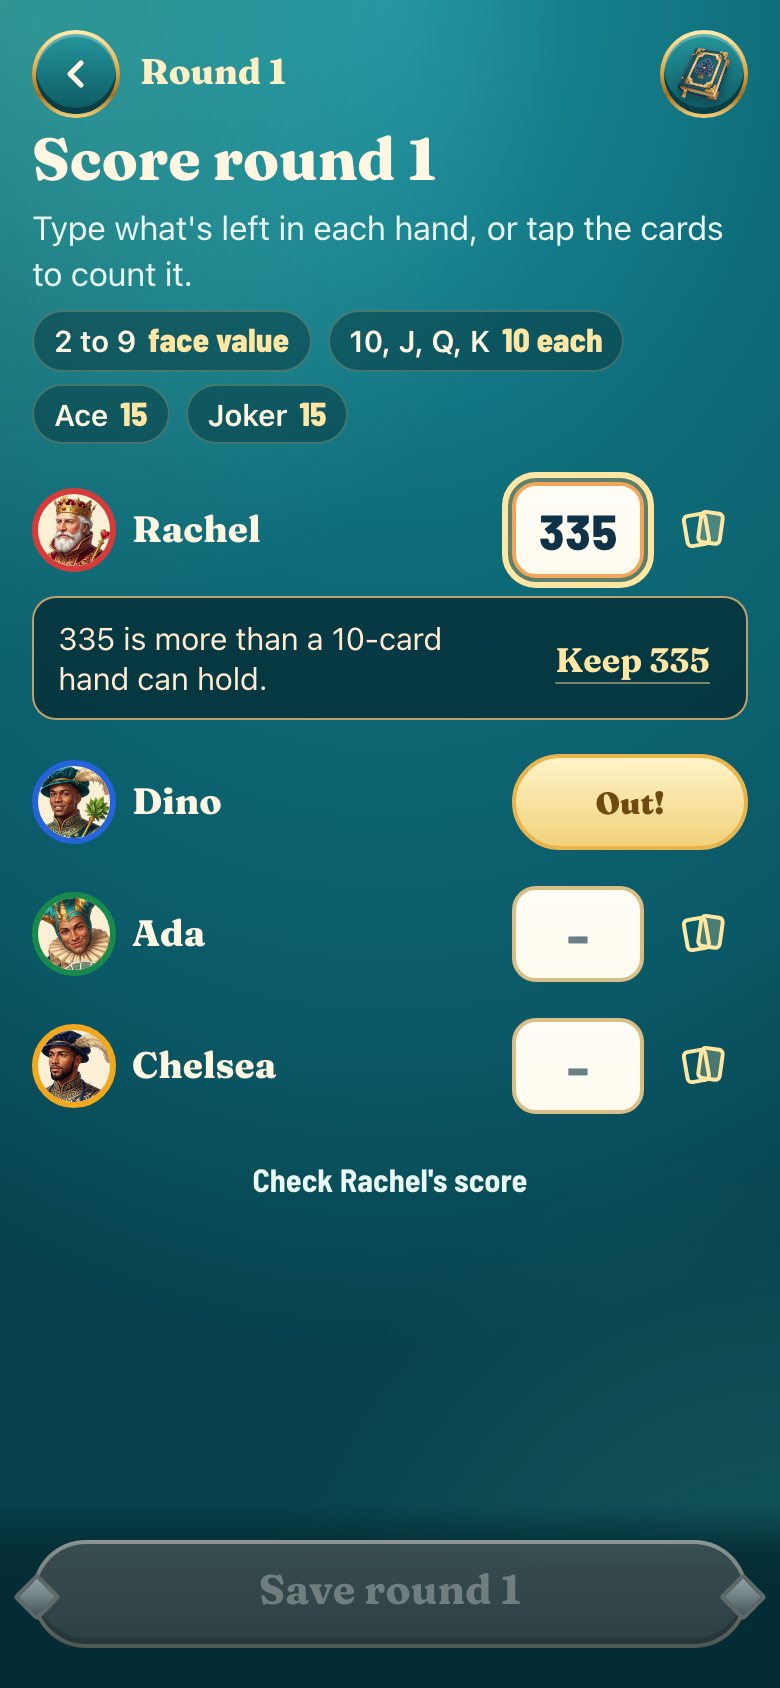 Round 1
Score round 1
Type what's left in each hand, or tap the cards
to count it.
2 to 9 face value
10, J, Q, K 10 each
Ace 15
Joker 15
Rachel
335
335 is more than a 10-card
hand can hold.
Keep 335
Dino
Out!
Ada
–
Chelsea
–
Check Rachel's score
Save round 1